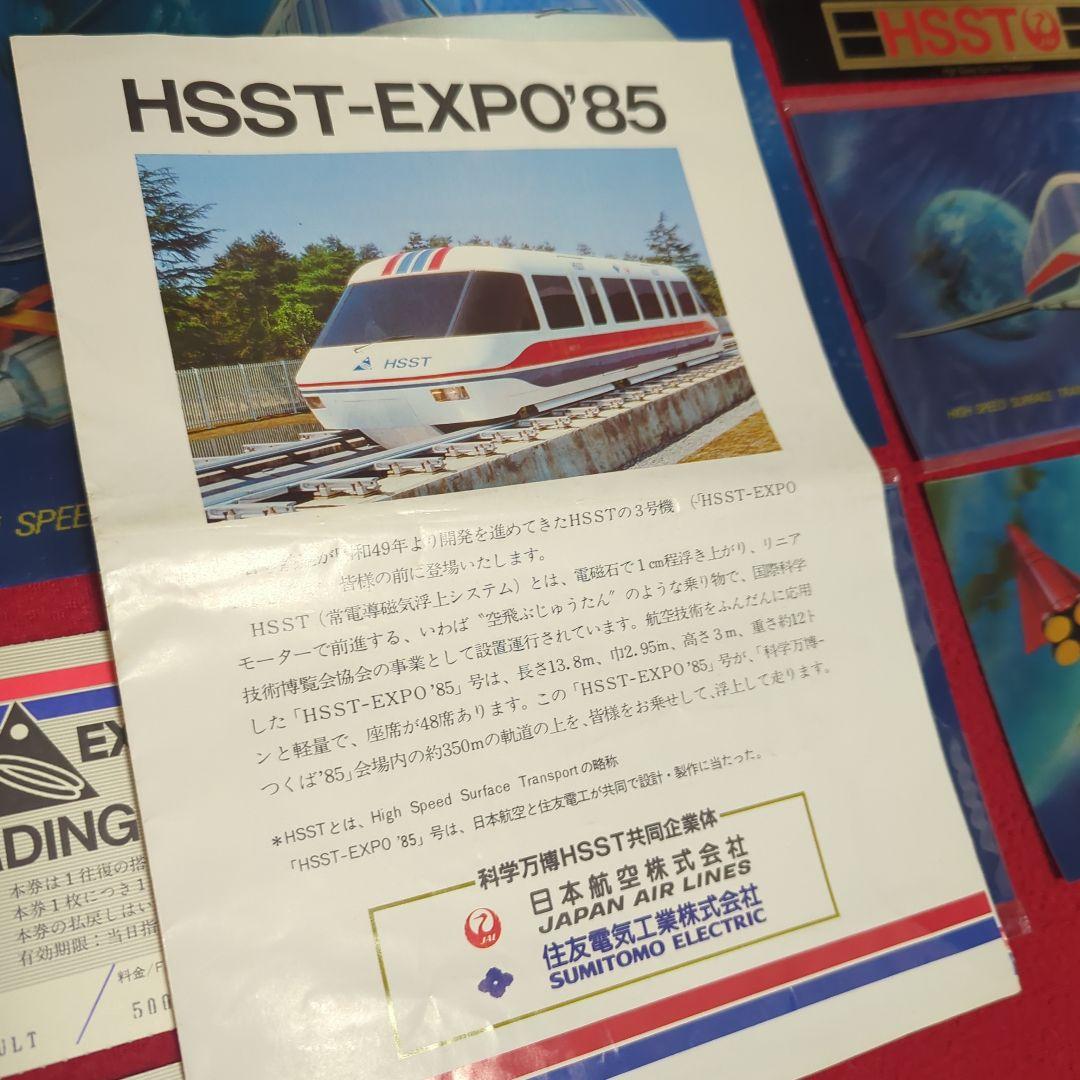 HSST-EXPO'85
HSST
が昭和49年より開発を進めてきたHSSTの3号機（「HSST-EXPO
皆様の前に登場いたします。
HSST（常電導磁気浮上システム）とは、電磁石で1cm程浮き上がり、リニア
モーターで前進する、いわば“空飛ぶじゅうたん”のような乗り物で、国際科学
技術博覧会協会の事業として設置運行されています。航空技術をふんだんに応用
した「HSST-EXPO'85」号は、長さ13.8m、巾2.95m、高さ3m、重さ約12ト
ンと軽量で、座席が48席あります。この「HSST-EXPO'85」号が、「科学万博-
つくば'85」会場内の約350mの軌道の上を、皆様をお乗せして、浮上して走ります。
*HSSTとは、High Speed Surface Transportの略称
「HSST-EXPO '85」号は、日本航空と住友電工が共同で設計・製作に当たった。
科学万博HSST共同企業体
日本航空株式会社
JAPAN AIR LINES
JAL
住友電気工業株式会社
SUMITOMO ELECTRIC
HSST JAL
HIGH SPEED SURFACE TRA
SPEE
EX
DING
本券は1往復の搭
本券1枚につき1
本券の払戻しはい
有効期限：当日指
料金/F
500
ULT